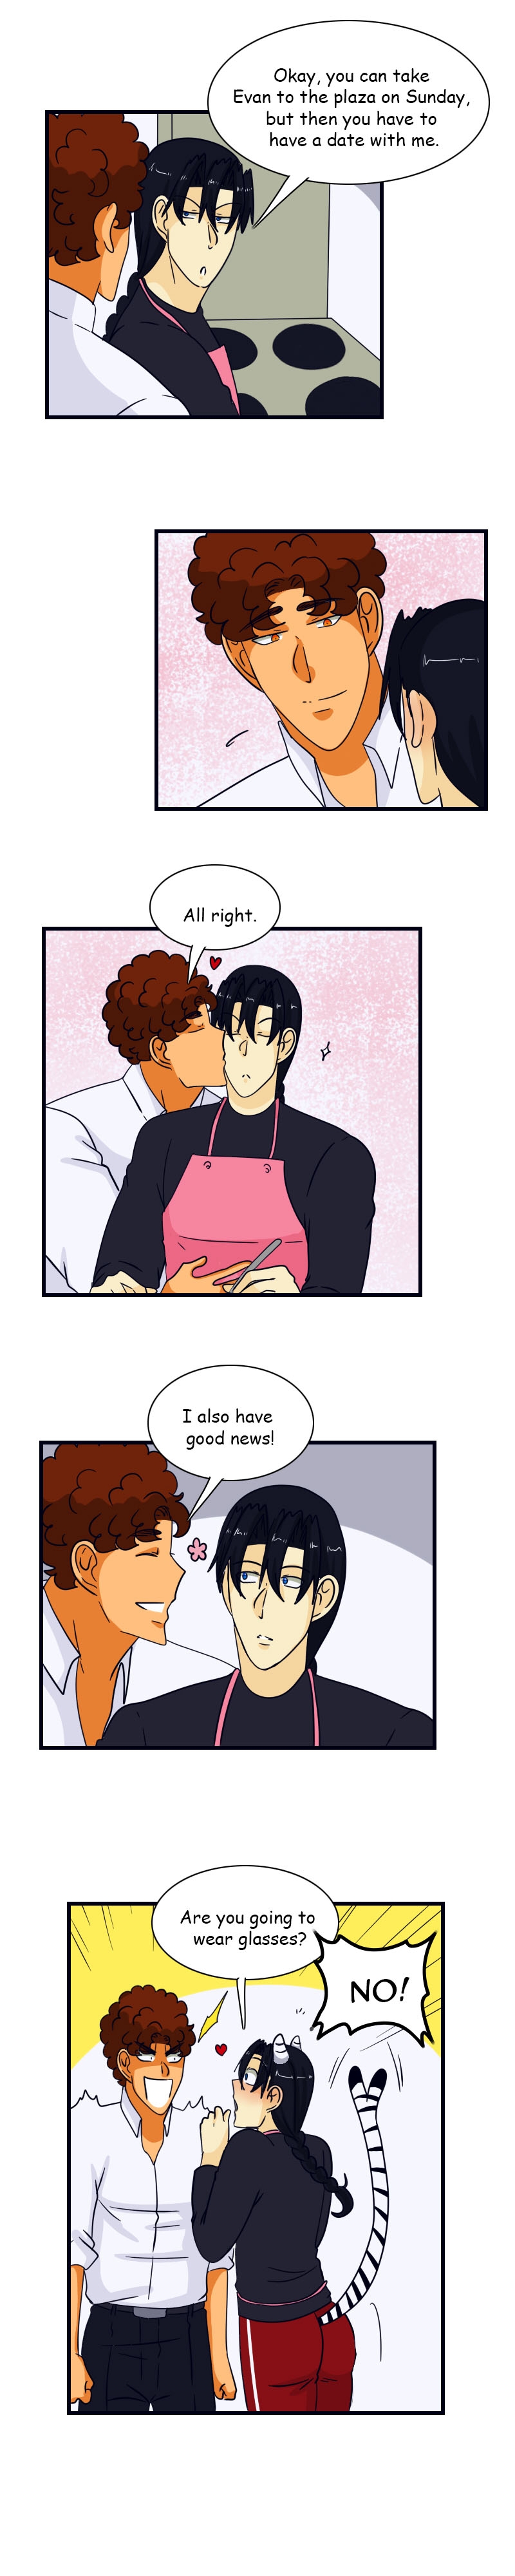 Okay, you can take
Evan to the plaza on Sunday,
but then you have to
have a date with me.
All right.
I also have
good news!
Are you going to
wear glasses?
NO!